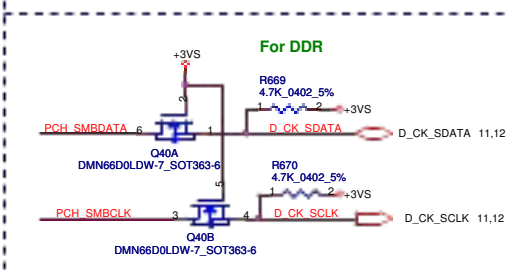 For DDR
+3VS
R669
4.7K_0402_5%
2
1 2 +3VS
PCH_SMBDATA 6 1 D_CK_SDATA D_CK_SDATA 11,12
Q40A
DMN66D0LDW-7_SOT363-6
R670
4.7K_0402_5%
5
1 2 +3VS
PCH_SMBCLK 3 4 D_CK_SCLK D_CK_SCLK 11,12
Q40B
DMN66D0LDW-7_SOT363-6